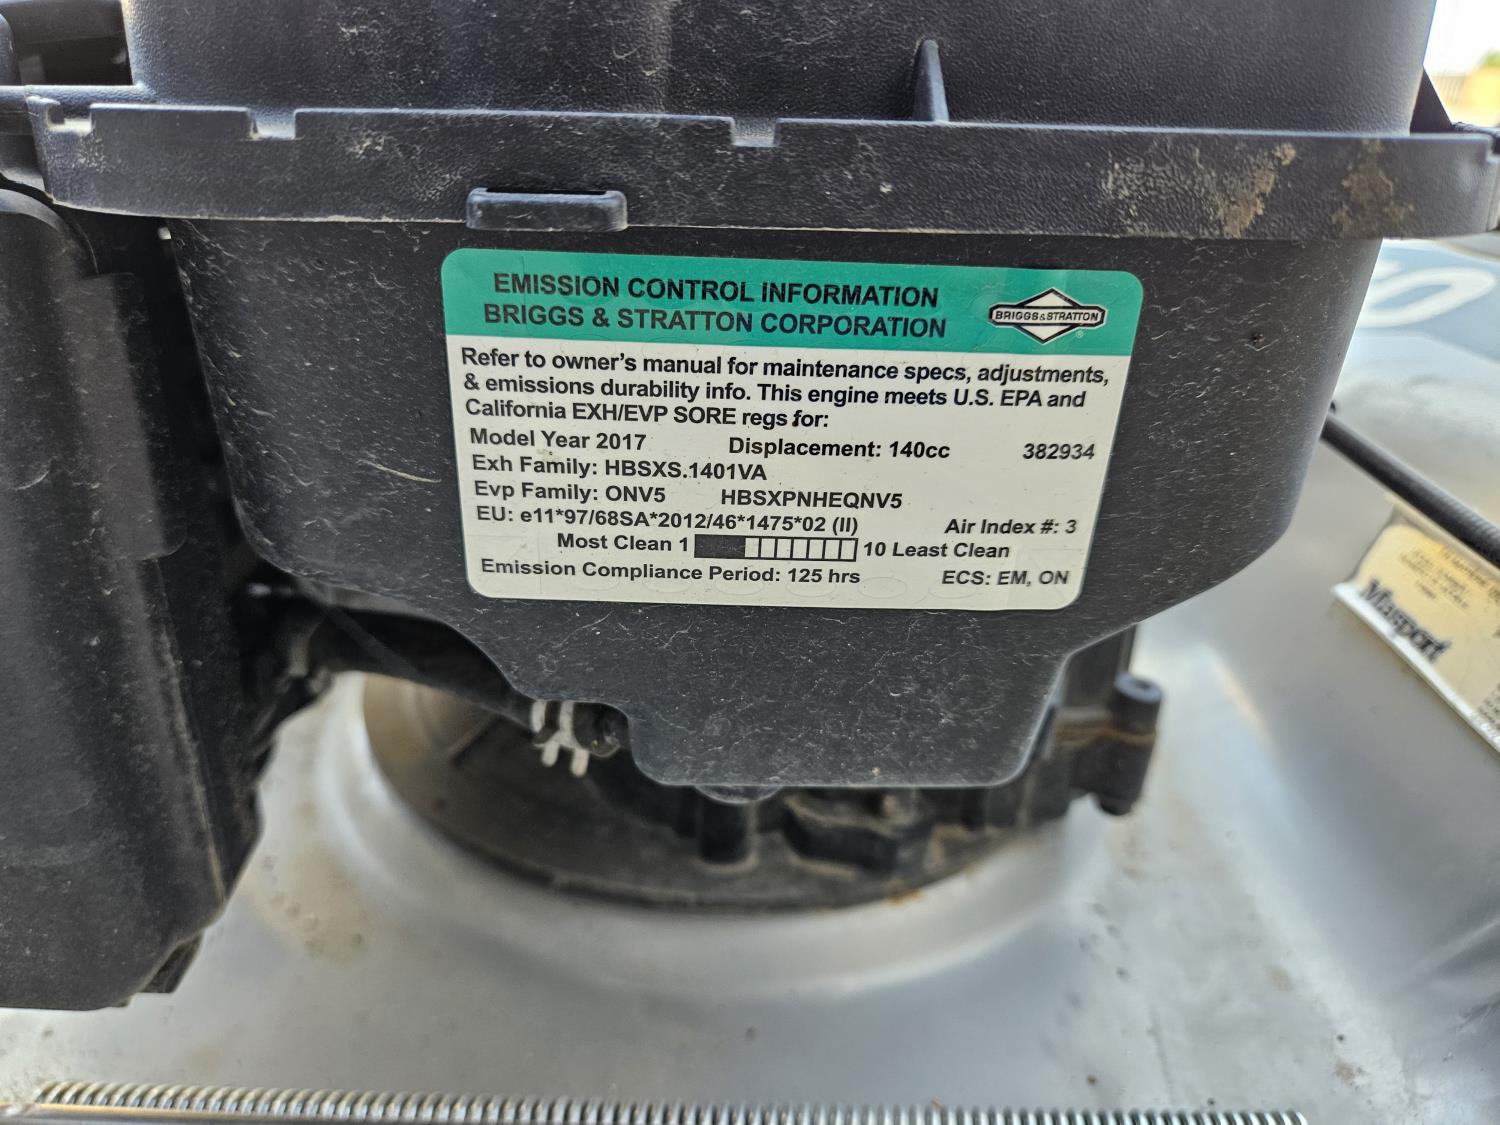 EMISSION CONTROL INFORMATION
BRIGGS & STRATTON CORPORATION
BRIGGS&STRATTON
Refer to owner's manual for maintenance specs, adjustments,
& emissions durability info. This engine meets U.S. EPA and
California EXH/EVP SORE regs for:
Model Year 2017 Displacement: 140cc 382934
Exh Family: HBSXS.1401VA
Evp Family: ONV5 HBSXPNHEQNV5
EU: e11*97/68SA*2012/46*1475*02 (II) Air Index #: 3
Most Clean 1 10 Least Clean
Emission Compliance Period: 125 hrs ECS: EM, ON
Masport